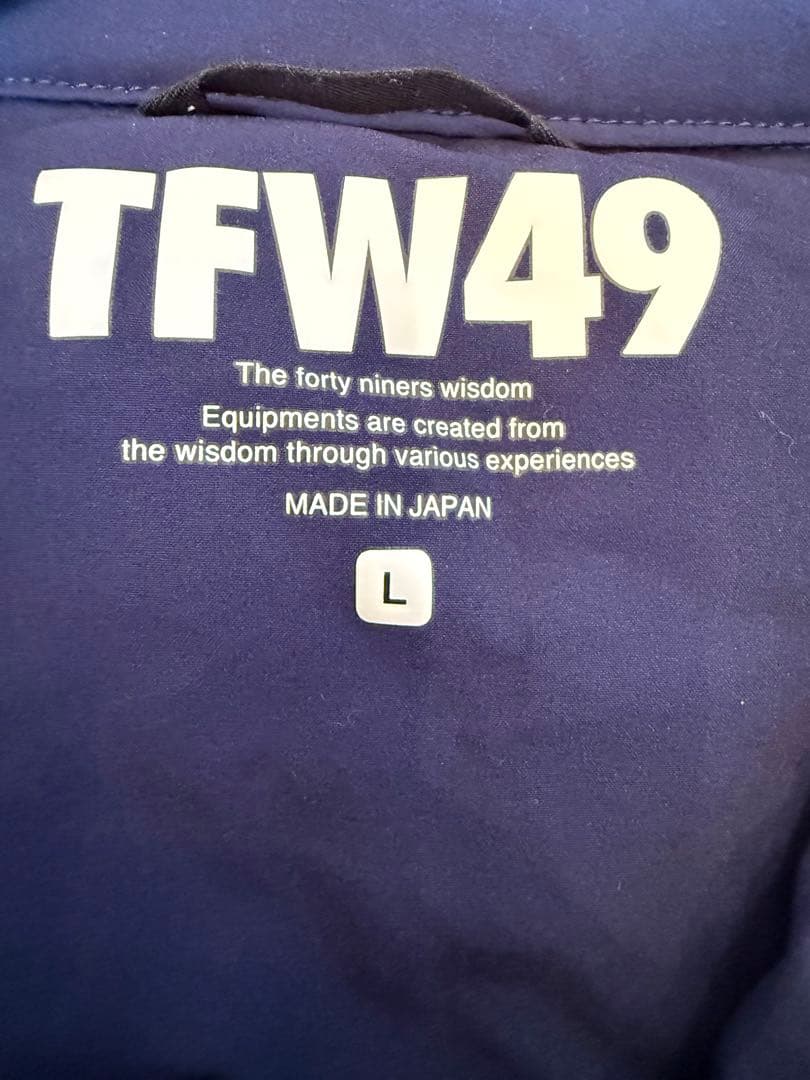 TFW49
The forty niners wisdom
Equipments are created from
the wisdom through various experiences
MADE IN JAPAN
L